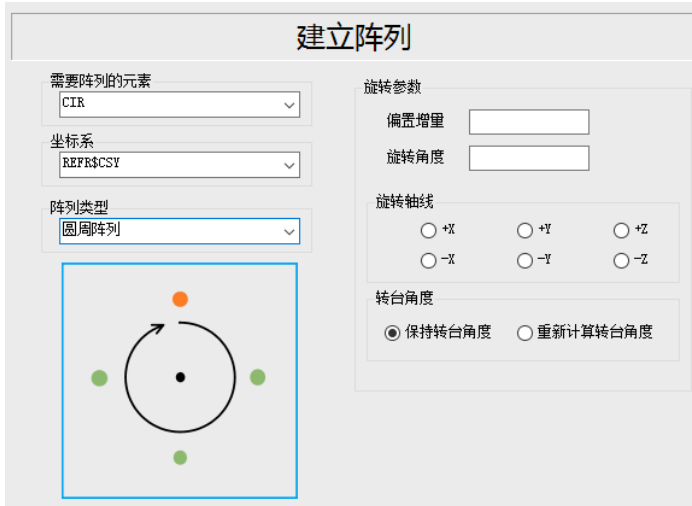 建立阵列
需要阵列的元素
CIR
坐标系
REFR$CSY
阵列类型
圆周阵列
旋转参数
偏置增量
旋转角度
旋转轴线
+X +Y +Z
-X -Y -Z
转台角度
保持转台角度 重新计算转台角度